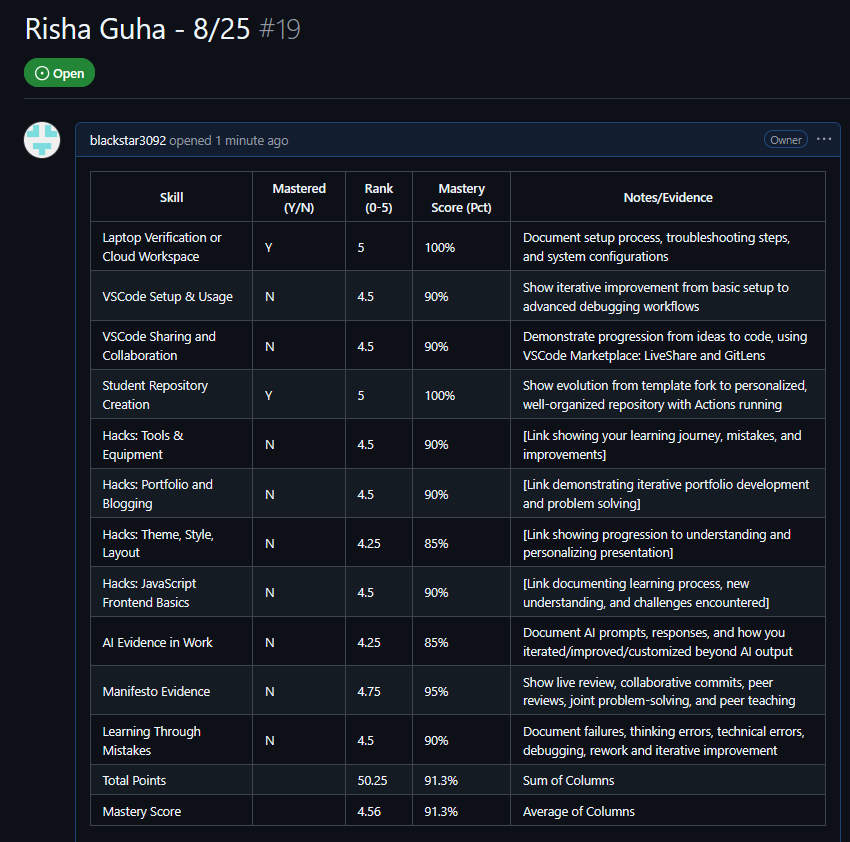 Risha Guha - 8/25 #19
Open
blackstar3092 opened 1 minute ago
Owner
Skill
Mastered
(Y/N)
Rank
(0-5)
Mastery
Score (Pct)
Notes/Evidence
Laptop Verification or
Cloud Workspace
Y
5
100%
Document setup process, troubleshooting steps,
and system configurations
VSCode Setup & Usage
N
4.5
90%
Show iterative improvement from basic setup to
advanced debugging workflows
VSCode Sharing and
Collaboration
N
4.5
90%
Demonstrate progression from ideas to code, using
VSCode Marketplace: LiveShare and GitLens
Student Repository
Creation
Y
5
100%
Show evolution from template fork to personalized,
well-organized repository with Actions running
Hacks: Tools &
Equipment
N
4.5
90%
[Link showing your learning journey, mistakes, and
improvements]
Hacks: Portfolio and
Blogging
N
4.5
90%
[Link demonstrating iterative portfolio development
and problem solving]
Hacks: Theme, Style,
Layout
N
4.25
85%
[Link showing progression to understanding and
personalizing presentation]
Hacks: JavaScript
Frontend Basics
N
4.5
90%
[Link documenting learning process, new
understanding, and challenges encountered]
AI Evidence in Work
N
4.25
85%
Document AI prompts, responses, and how you
iterated/improved/customized beyond AI output
Manifesto Evidence
N
4.75
95%
Show live review, collaborative commits, peer
reviews, joint problem-solving, and peer teaching
Learning Through
Mistakes
N
4.5
90%
Document failures, thinking errors, technical errors,
debugging, rework and iterative improvement
Total Points
50.25
91.3%
Sum of Columns
Mastery Score
4.56
91.3%
Average of Columns